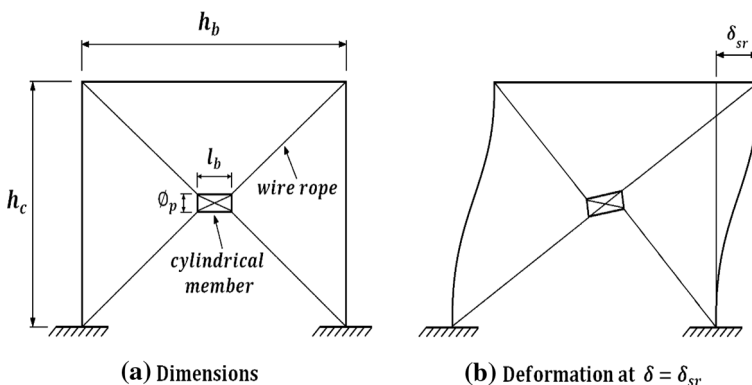 h_b
δ_sr
h_c
l_b
∅_p
wire rope
cylindrical
member
(a) Dimensions
(b) Deformation at δ = δ_sr